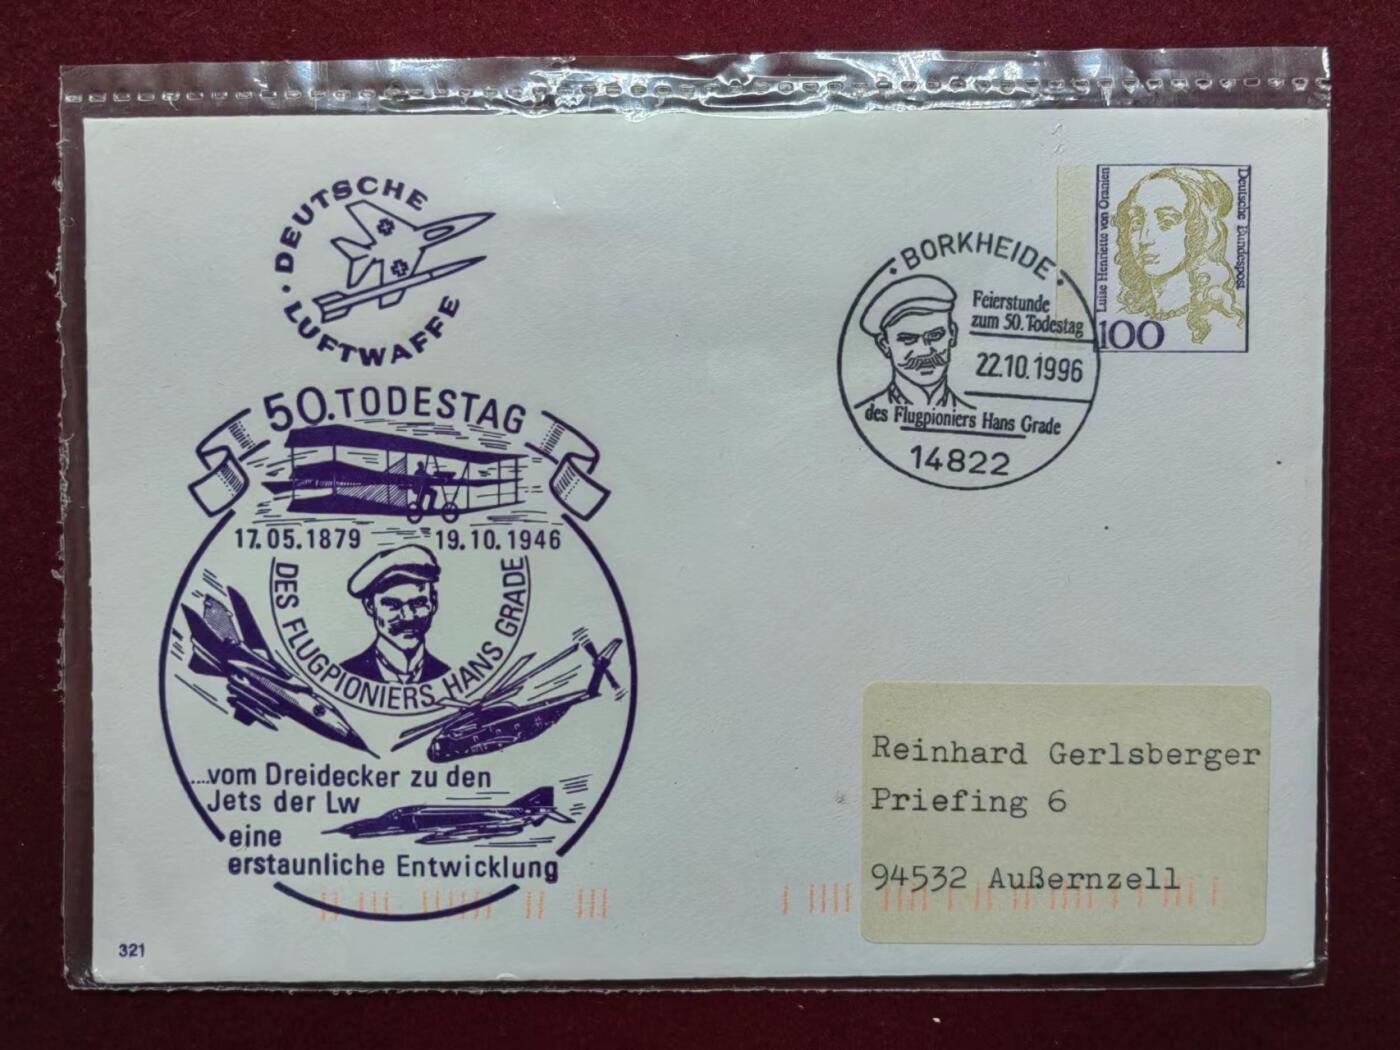 · DEUTSCHE
· LUFTWAFFE
50. TODESTAG
17.05.1879 19.10.1946
DES FLUGPIONIERS HANS GRADE
....vom Dreidecker zu den
Jets der Lw
eine
erstaunliche Entwicklung
321
· BORKHEIDE ·
Feierstunde
zum 50. Todestag
22.10.1996
des Flugpioniers Hans Grade
14822
Luise Henriette von Oranien
Deutsche Bundespost
100
Reinhard Gerlsberger
Priefing 6
94532 Außernzell